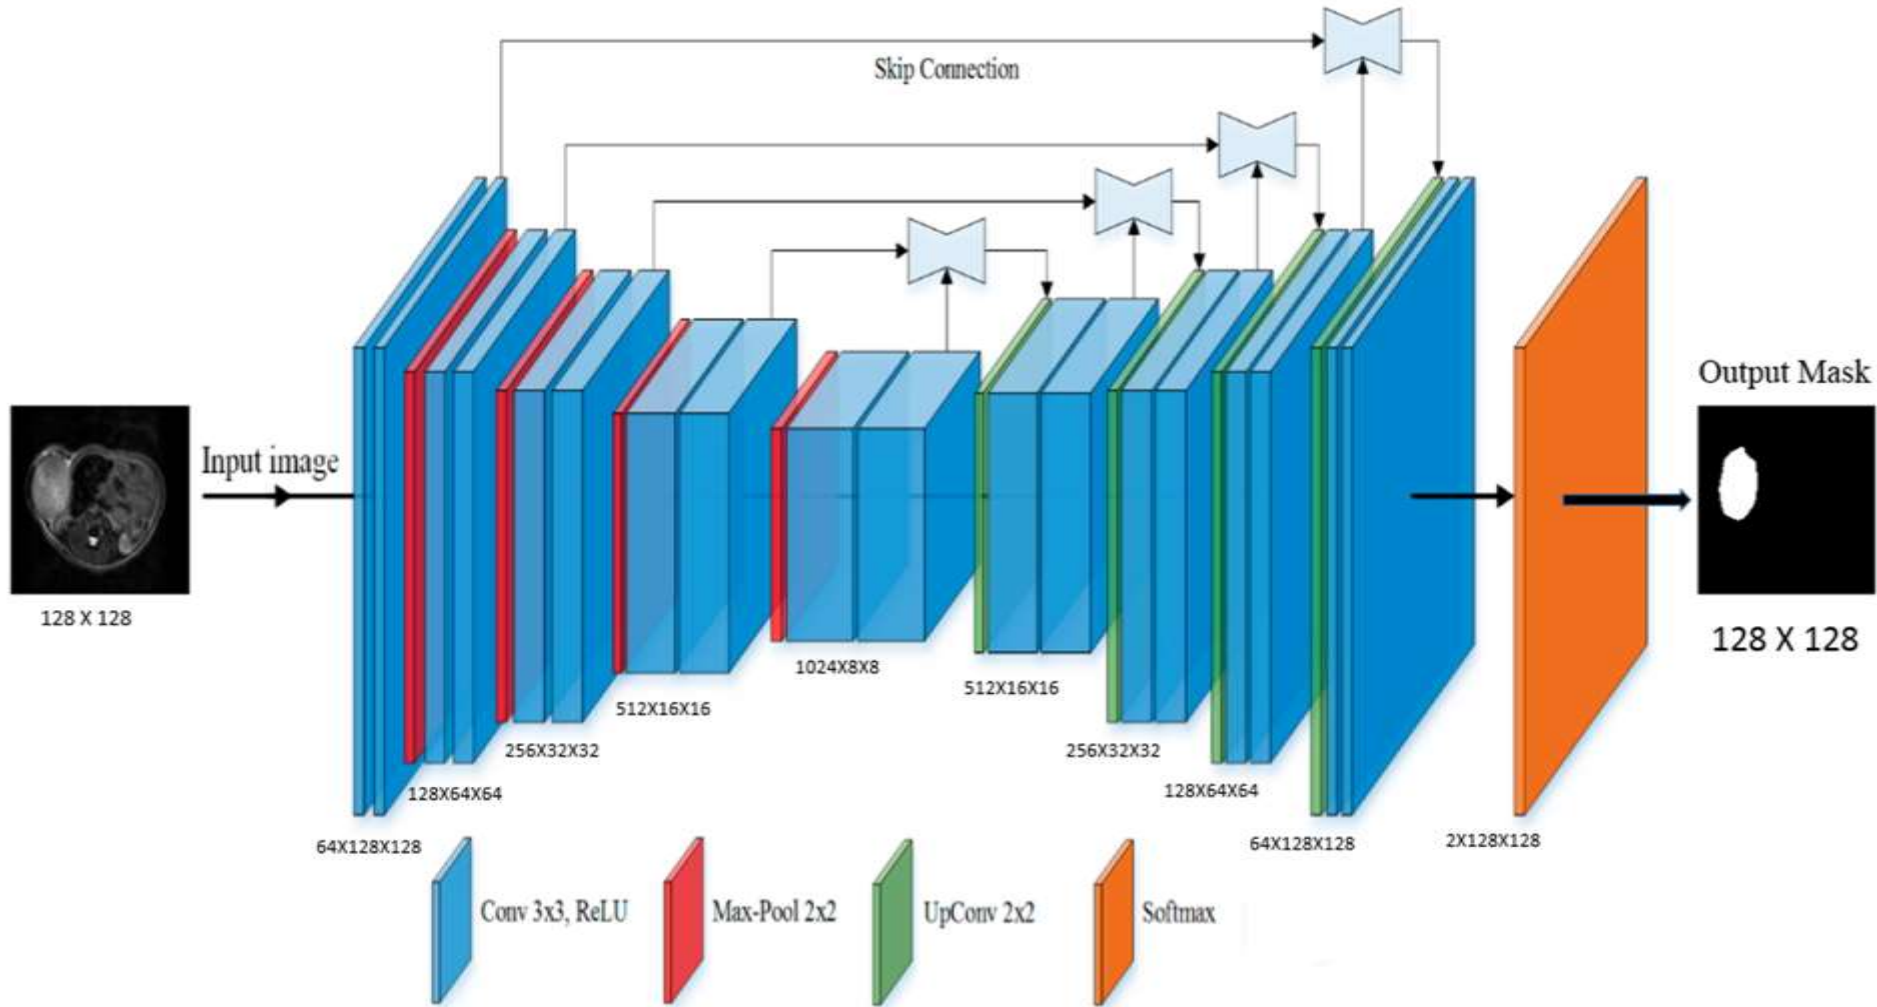 Skip Connection
Input image
128 X 128
Output Mask
128 X 128
64X128X128
128X64X64
256X32X32
512X16X16
1024X8X8
512X16X16
256X32X32
128X64X64
64X128X128
2X128X128
Conv 3x3, ReLU
Max-Pool 2x2
UpConv 2x2
Softmax